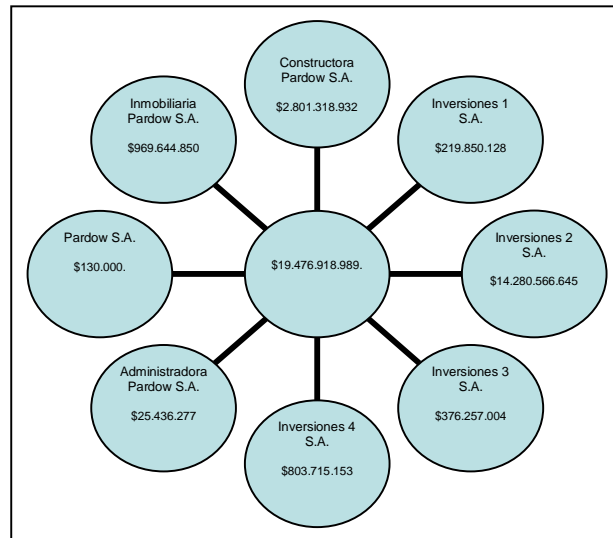 Constructora
Pardow S.A.
$2.801.318.932
Inmobiliaria
Pardow S.A.
$969.644.850
Inversiones 1
S.A.
$219.850.128
Pardow S.A.
$130.000.
$19.476.918.989.
Inversiones 2
S.A.
$14.280.566.645
Administradora
Pardow S.A.
$25.436.277
Inversiones 3
S.A.
$376.257.004
Inversiones 4
S.A.
$803.715.153